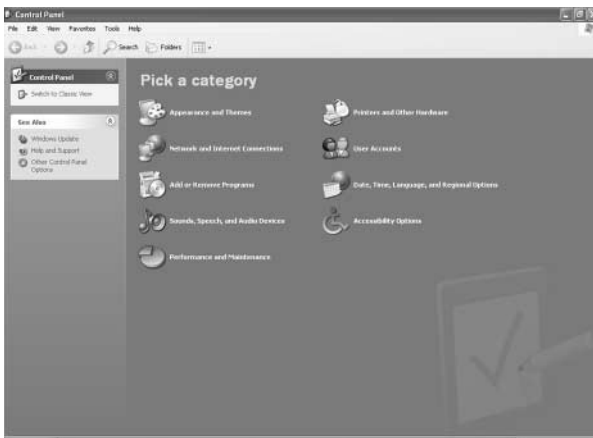 Control Panel
File Edit View Favorites Tools Help
Back Search Folders
Control Panel
Switch to Classic View
See Also
Windows Update
Help and Support
Other Control Panel
Options
Pick a category
Appearance and Themes
Printers and Other Hardware
Network and Internet Connections
User Accounts
Add or Remove Programs
Date, Time, Language, and Regional Options
Sounds, Speech, and Audio Devices
Accessibility Options
Performance and Maintenance